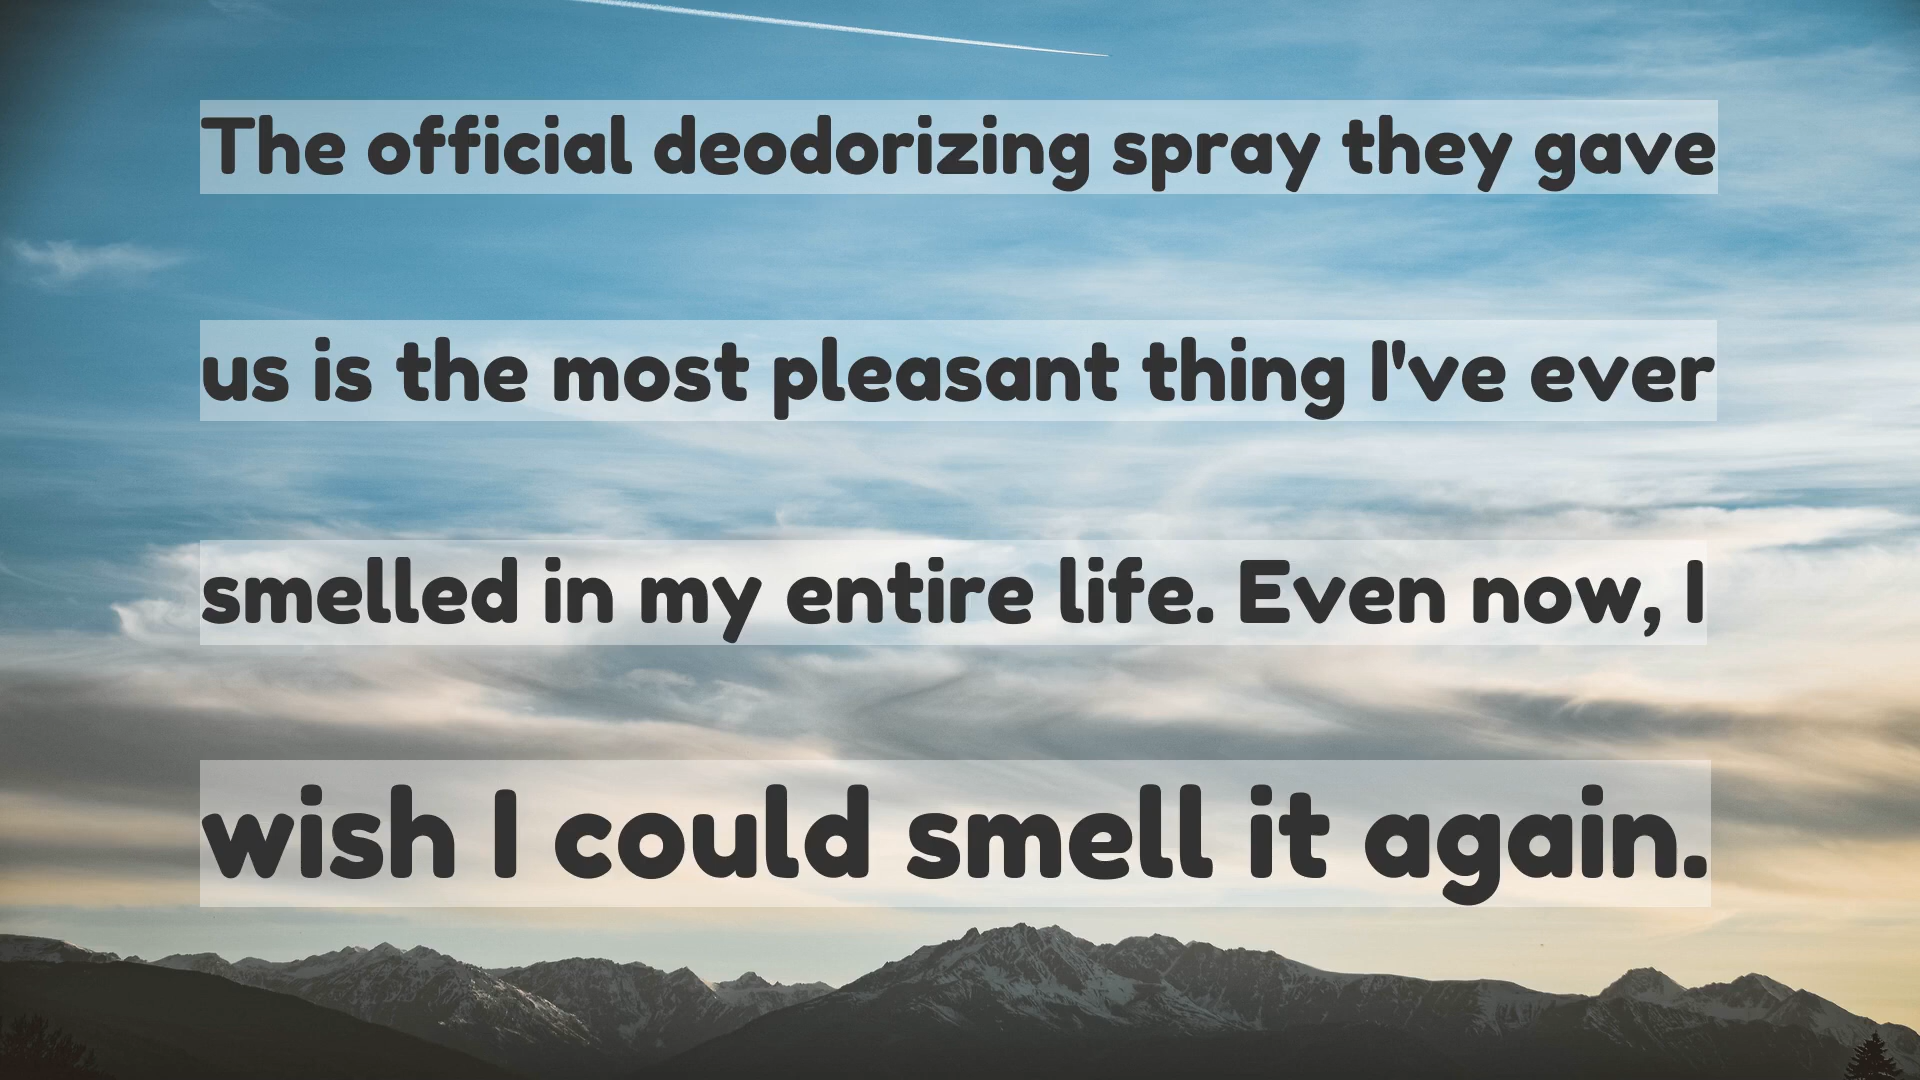 The official deodorizing spray they gave
us is the most pleasant thing I've ever
smelled in my entire life. Even now, I
wish I could smell it again.